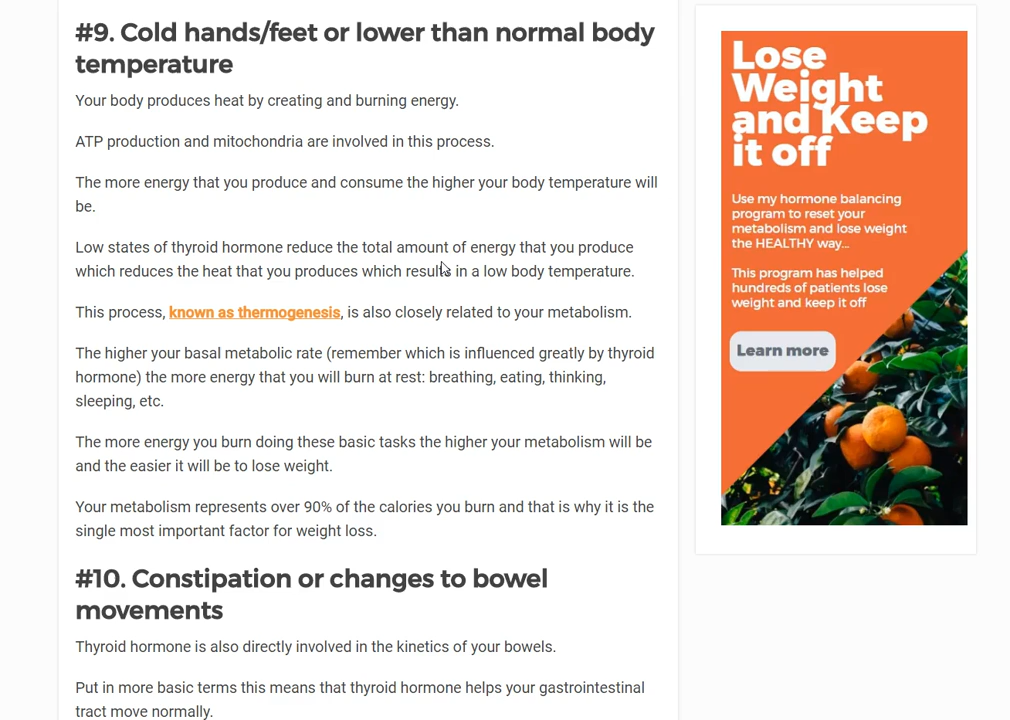 #9. Cold hands/feet or lower than normal body
temperature
Your body produces heat by creating and burning energy.
ATP production and mitochondria are involved in this process.
The more energy that you produce and consume the higher your body temperature will
be.
Low states of thyroid hormone reduce the total amount of energy that you produce
which reduces the heat that you produces which results in a low body temperature.
This process, known as thermogenesis, is also closely related to your metabolism.
The higher your basal metabolic rate (remember which is influenced greatly by thyroid
hormone) the more energy that you will burn at rest: breathing, eating, thinking,
sleeping, etc.
The more energy you burn doing these basic tasks the higher your metabolism will be
and the easier it will be to lose weight.
Your metabolism represents over 90% of the calories you burn and that is why it is the
single most important factor for weight loss.
#10. Constipation or changes to bowel
movements
Thyroid hormone is also directly involved in the kinetics of your bowels.
Put in more basic terms this means that thyroid hormone helps your gastrointestinal
tract move normally.
Lose
Weight
and Keep
it off
Use my hormone balancing
program to reset your
metabolism and lose weight
the HEALTHY way...
This program has helped
hundreds of patients lose
weight and keep it off
Learn more